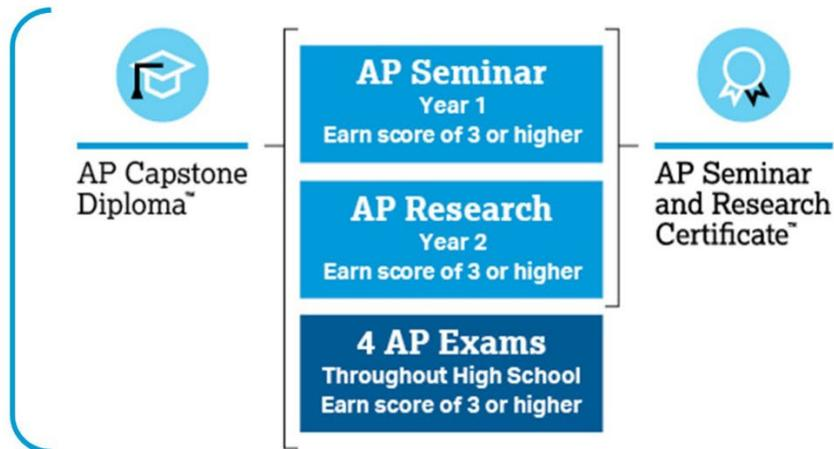 AP Capstone
Diploma™
AP Seminar
Year 1
Earn score of 3 or higher
AP Research
Year 2
Earn score of 3 or higher
4 AP Exams
Throughout High School
Earn score of 3 or higher
AP Seminar
and Research
Certificate™